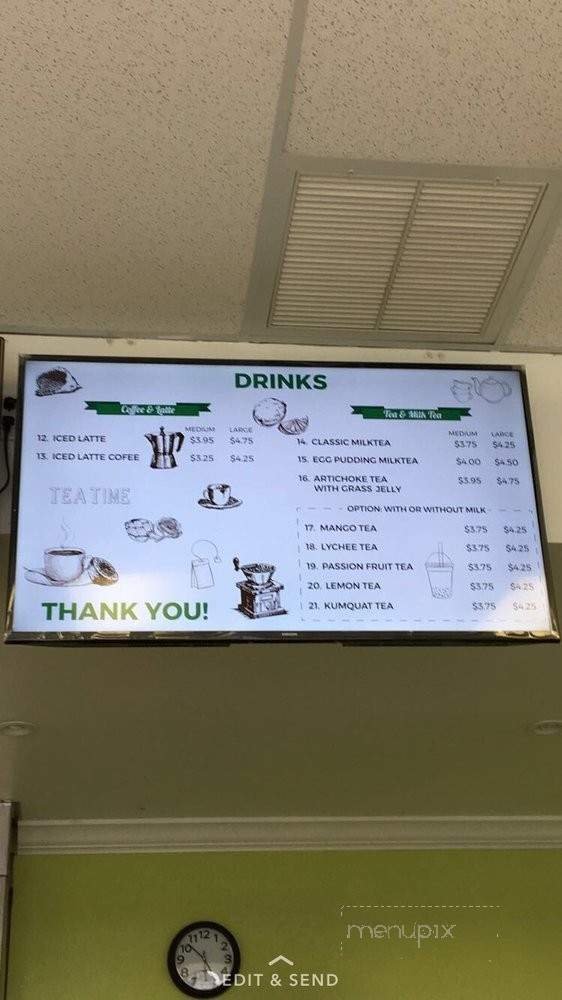 DRINKS
Coffee & Latte
MEDIUM LARGE
12. ICED LATTE $3.95 $4.75
13. ICED LATTE COFEE $3.25 $4.25
TEA TIME
THANK YOU!
Tea & Milk Tea
MEDIUM LARGE
14. CLASSIC MILKTEA $3.75 $4.25
15. EGG PUDDING MILKTEA $4.00 $4.50
16. ARTICHOKE TEA $3.95 $4.75
WITH GRASS JELLY
OPTION: WITH OR WITHOUT MILK
17. MANGO TEA $3.75 $4.25
18. LYCHEE TEA $3.75 $4.25
19. PASSION FRUIT TEA $3.75 $4.25
20. LEMON TEA $3.75 $4.25
21. KUMQUAT TEA $3.75 $4.25
menupix
EDIT & SEND